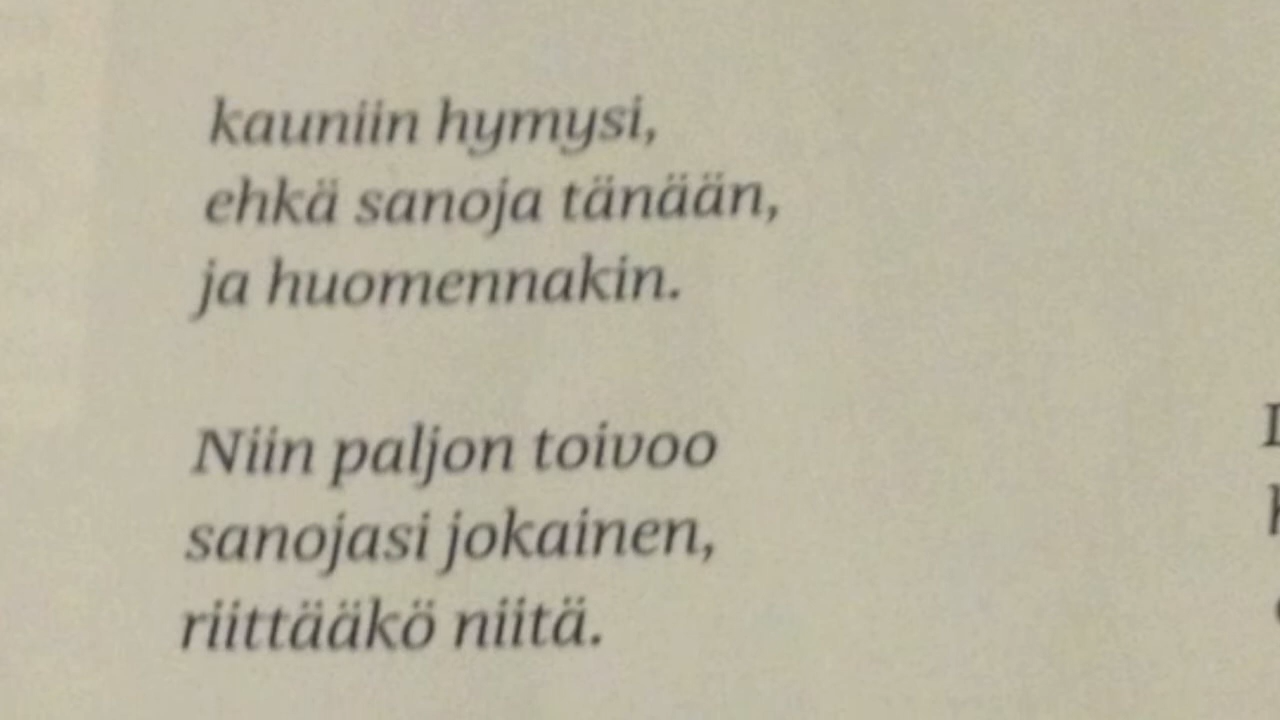 kauniin hymysi,
ehkä sanoja tänään,
ja huomennakin.
Niin paljon toivoo
sanojasi jokainen,
riittääkö niitä.